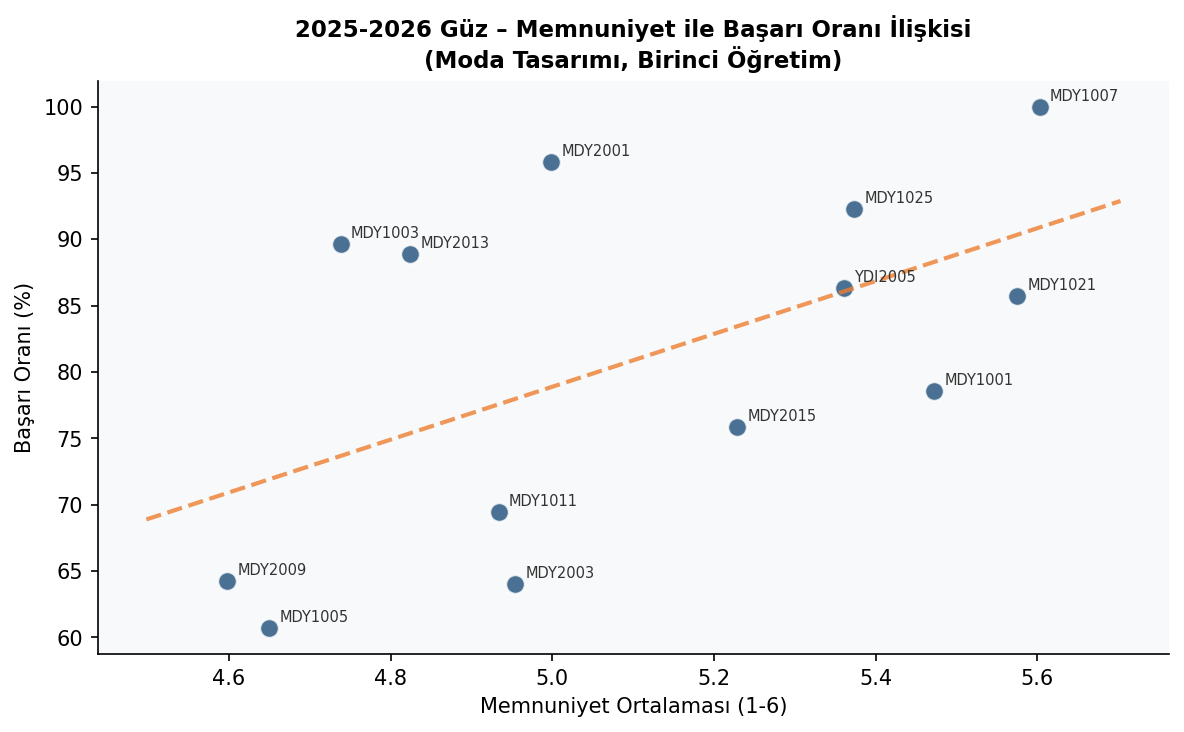 2025-2026 Güz – Memnuniyet ile Başarı Oranı İlişkisi
(Moda Tasarımı, Birinci Öğretim)
Başarı Oranı (%)
100
95
90
85
80
75
70
65
60
MDY1007
MDY2001
MDY1025
MDY1003
MDY2013
YDI2005
MDY1021
MDY1001
MDY2015
MDY1011
MDY2009
MDY2003
MDY1005
4.6 4.8 5.0 5.2 5.4 5.6
Memnuniyet Ortalaması (1-6)